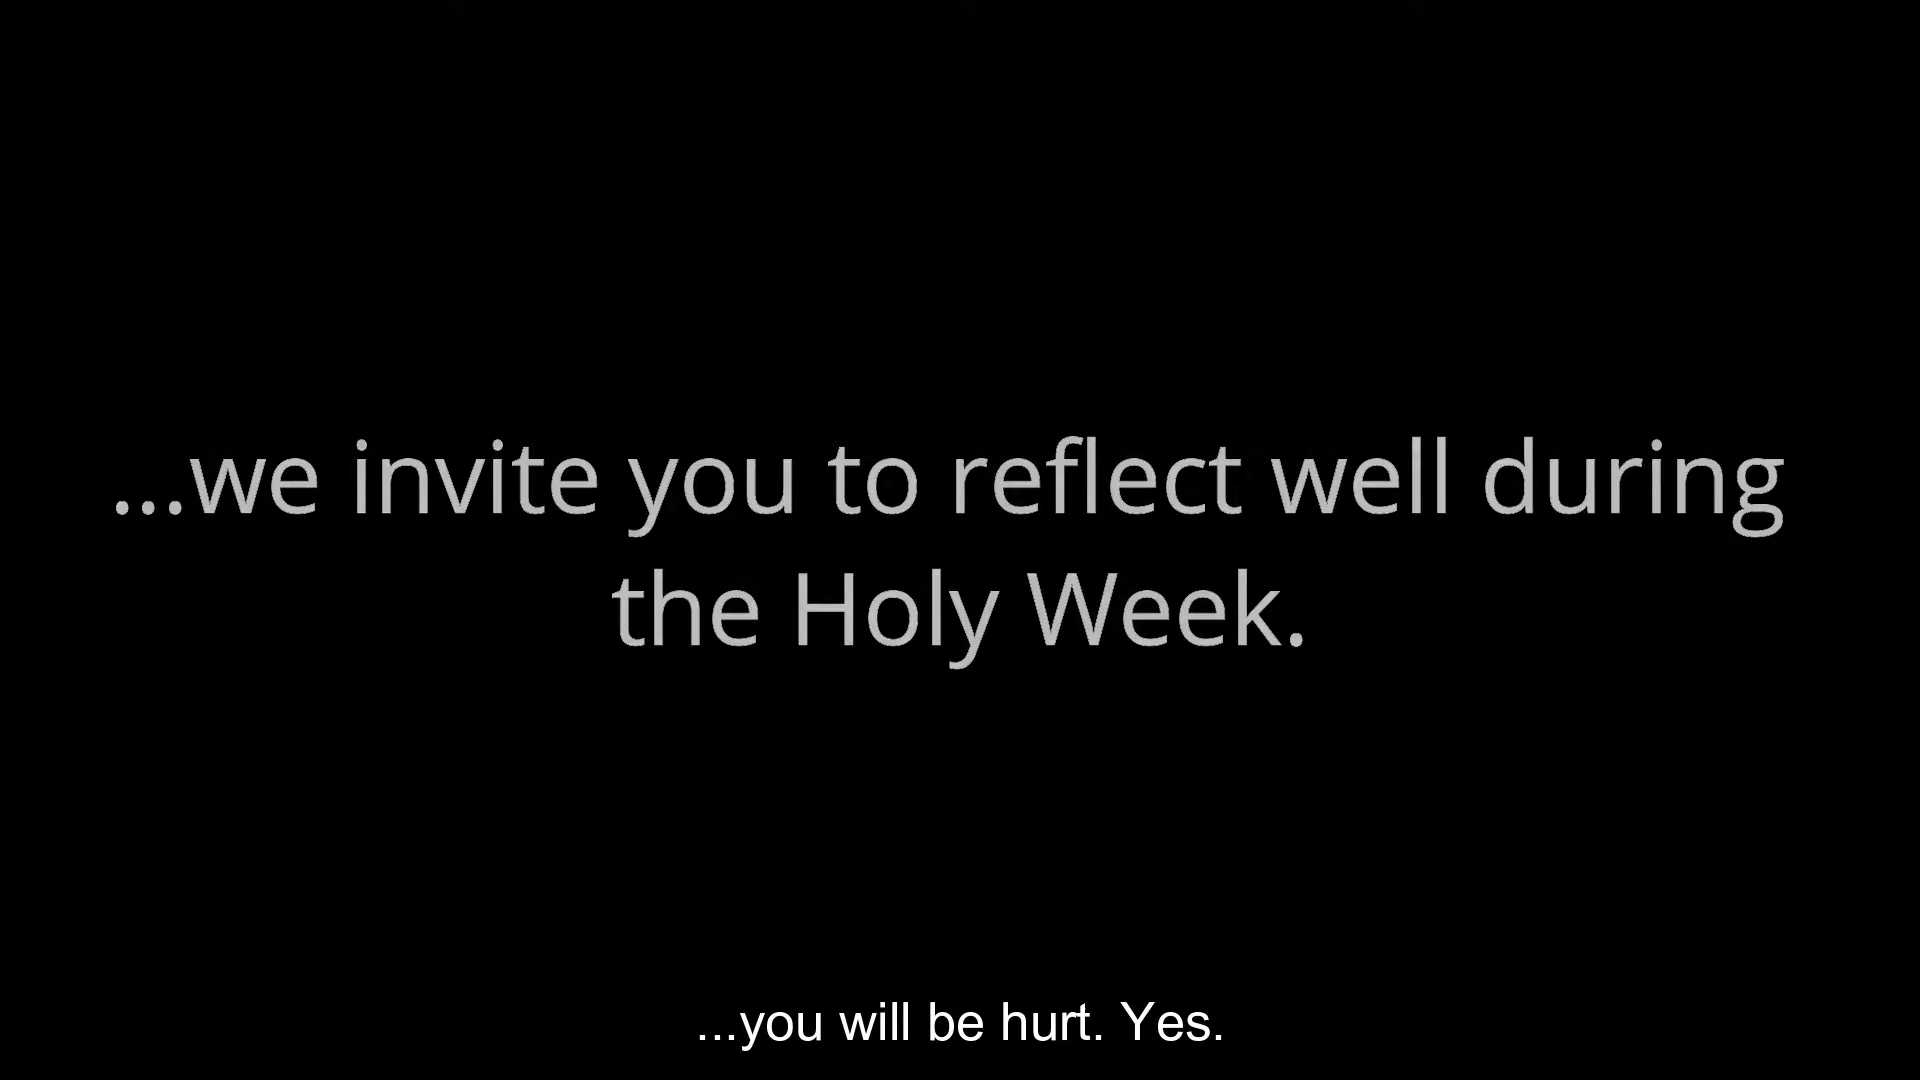 ...we invite you to reflect well during
the Holy Week.
...you will be hurt. Yes.